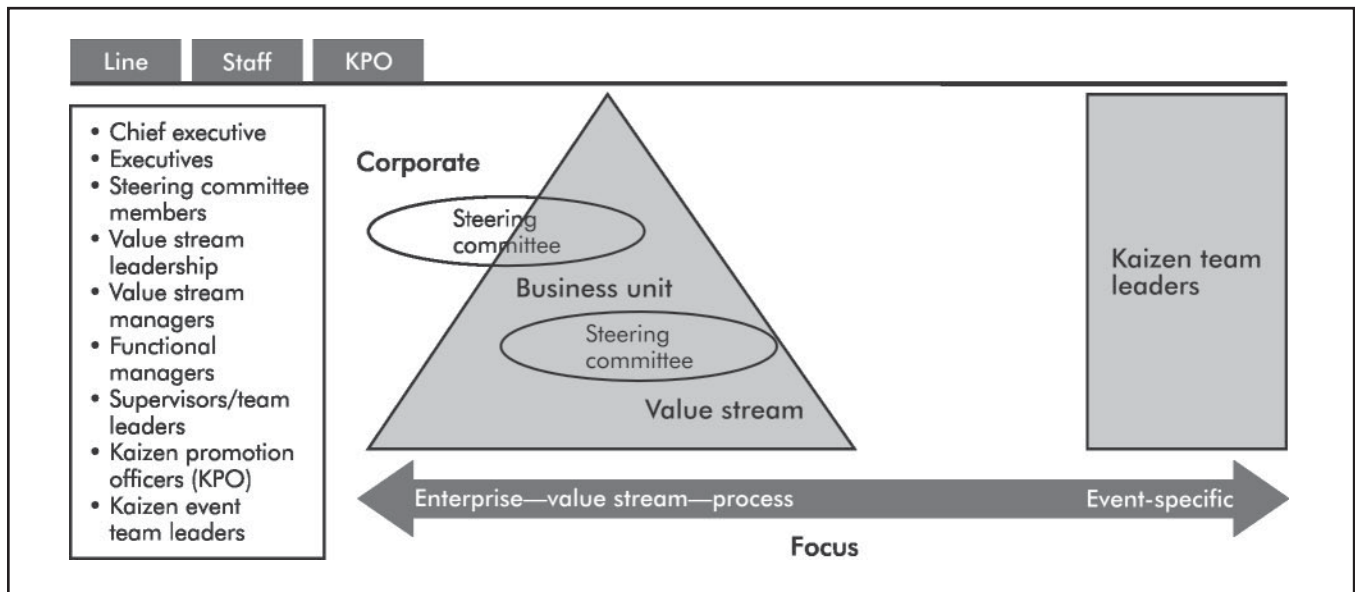 Line
Staff
KPO
• Chief executive
• Executives
• Steering committee
members
• Value stream
leadership
• Value stream
managers
• Functional
managers
• Supervisors/team
leaders
• Kaizen promotion
officers (KPO)
• Kaizen event
team leaders
Corporate
Steering
committee
Business unit
Steering
committee
Value stream
Kaizen team
leaders
Enterprise—value stream—process
Event-specific
Focus